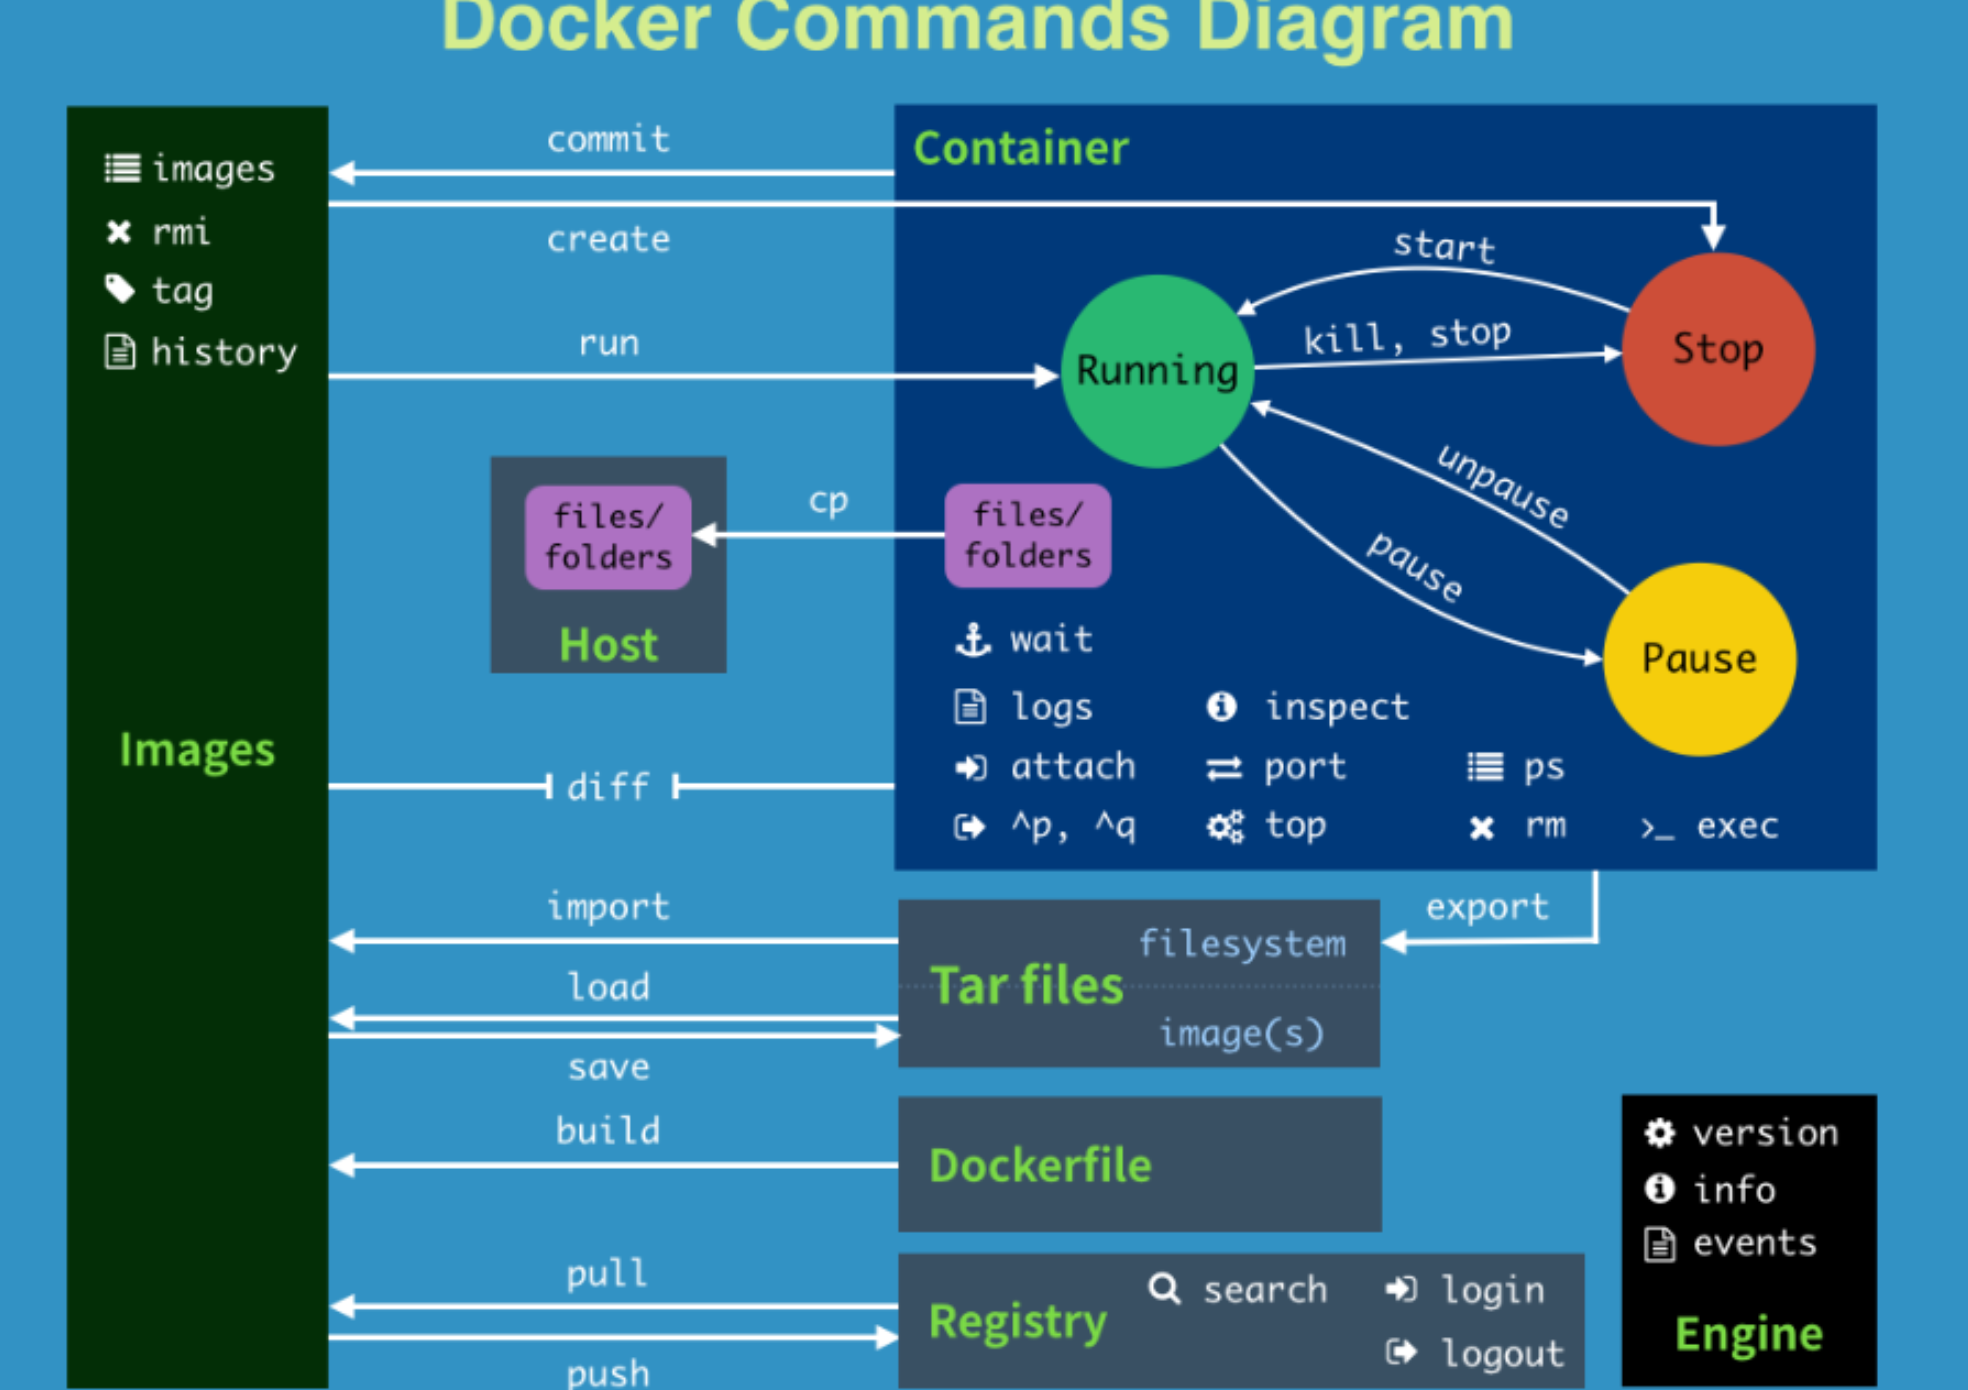 Docker Commands Diagram
images
rmi
tag
history
Images
commit
create
run
cp
files/
folders
Host
diff
import
load
save
build
pull
push
Container
start
kill, stop
Running
Stop
unpause
pause
Pause
files/
folders
wait
logs
inspect
attach
port
ps
^p, ^q
top
rm
>_ exec
export
filesystem
Tar files
image(s)
Dockerfile
Registry
search
login
logout
version
info
events
Engine